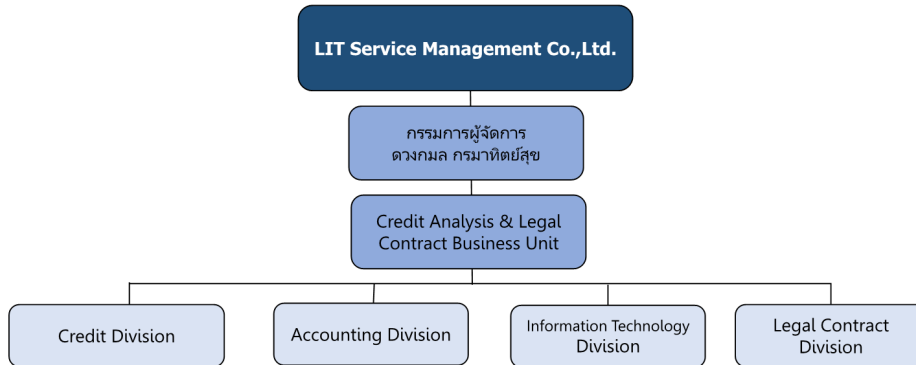 LIT Service Management Co.,Ltd.
กรรมการผู้จัดการ
ดวงกมล กรมาทิตย์สุข
Credit Analysis & Legal
Contract Business Unit
Credit Division
Accounting Division
Information Technology
Division
Legal Contract
Division